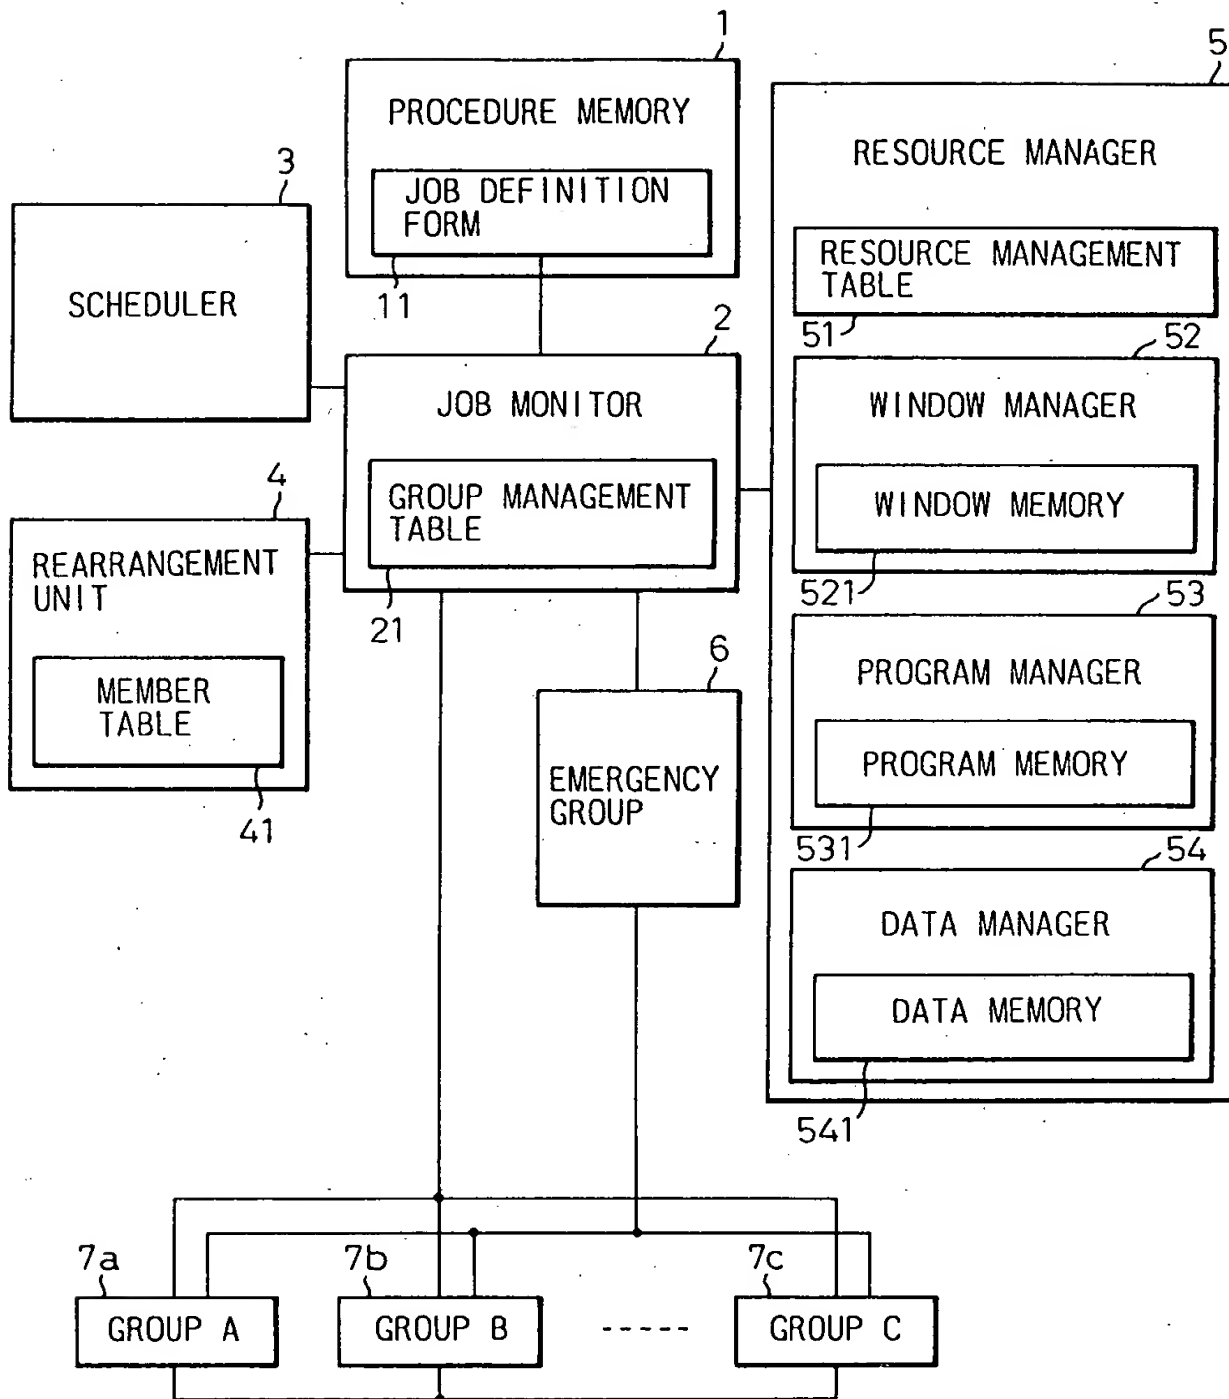 1
PROCEDURE MEMORY
JOB DEFINITION
FORM
11
3
SCHEDULER
2
JOB MONITOR
GROUP MANAGEMENT
TABLE
21
4
REARRANGEMENT
UNIT
MEMBER
TABLE
41
5
RESOURCE MANAGER
RESOURCE MANAGEMENT
TABLE
51
52
WINDOW MANAGER
WINDOW MEMORY
521
53
PROGRAM MANAGER
PROGRAM MEMORY
531
54
DATA MANAGER
DATA MEMORY
541
6
EMERGENCY
GROUP
7a
GROUP A
7b
GROUP B
-----
7c
GROUP C